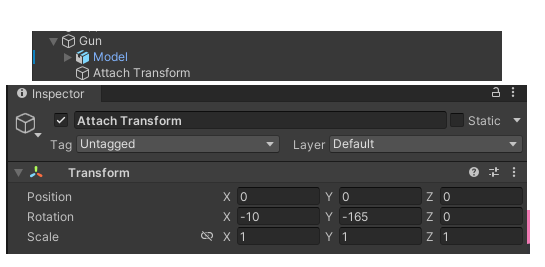 Gun
Model
Attach Transform
Inspector
Attach Transform Static
Tag Untagged Layer Default
Transform
Position X 0 Y 0 Z 0
Rotation X -10 Y -165 Z 0
Scale X 1 Y 1 Z 1